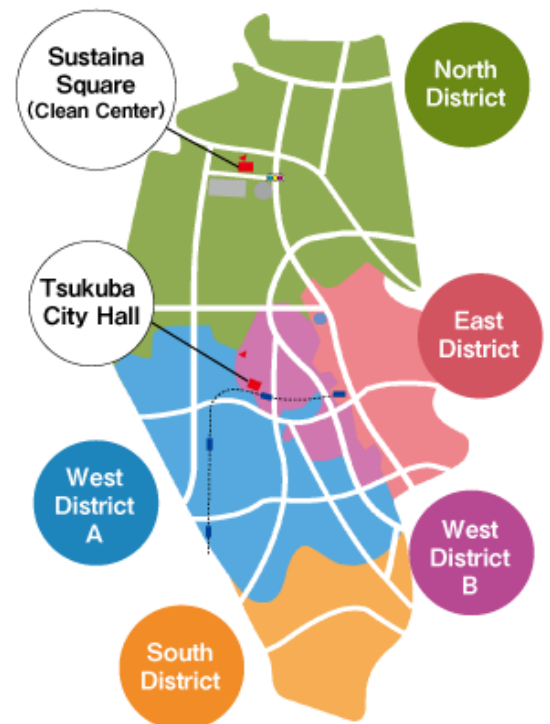 Sustaina
Square
(Clean Center)
North
District
Tsukuba
City Hall
East
District
West
District
A
West
District
B
South
District